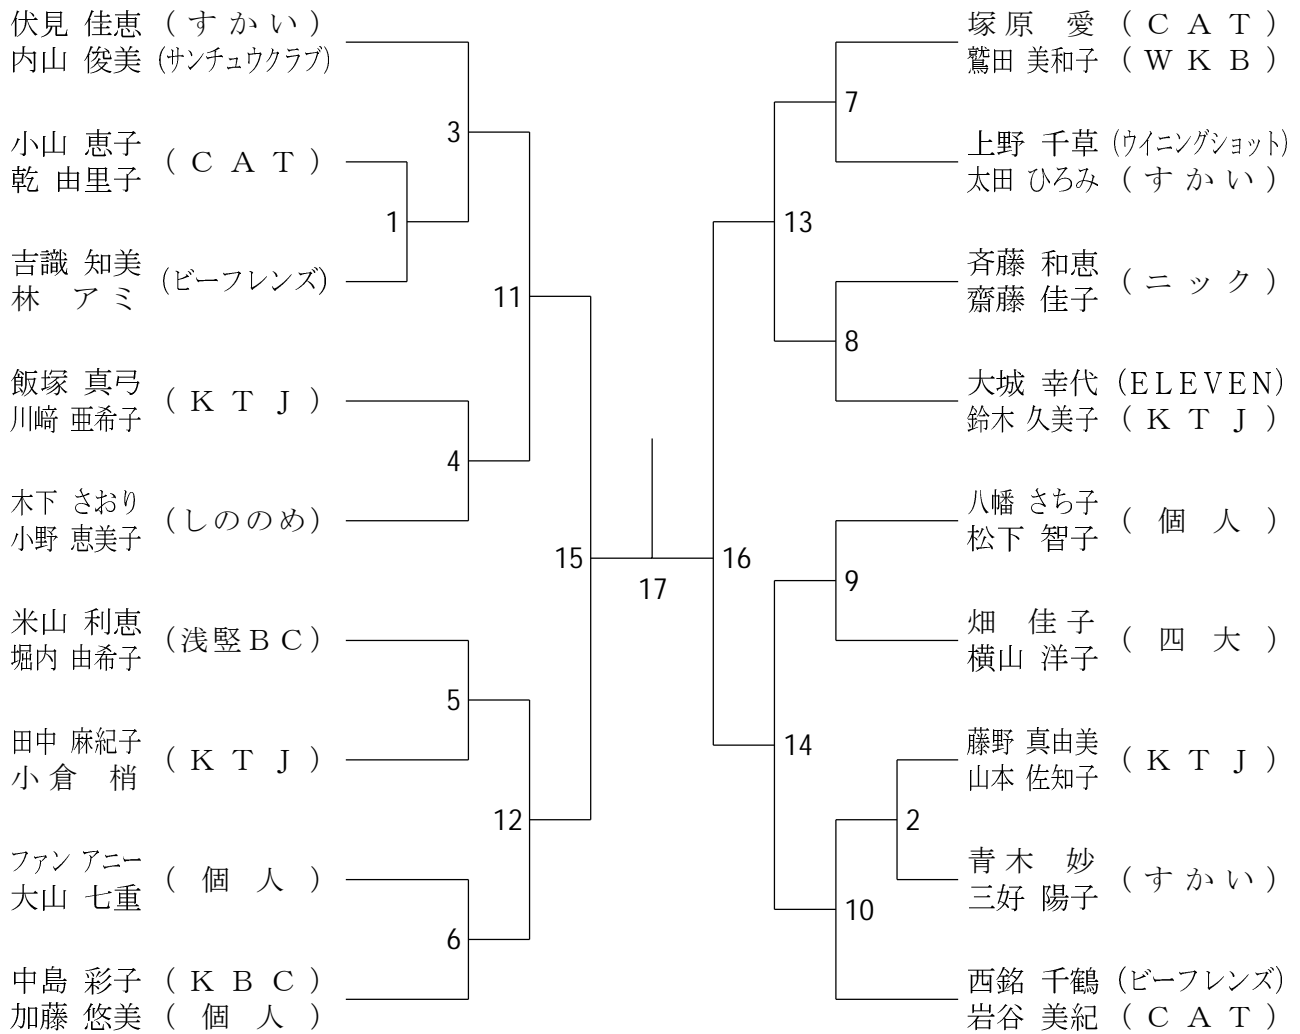 伏見 佳恵 (すかい)
内山 俊美 (サンチュウクラブ)
小山 恵子
乾 由里子
(CAT)
吉識 知美
林 アミ
(ビーフレンズ)
飯塚 真弓
川﨑 亜希子
(KTJ)
木下 さおり
小野 恵美子
(しののめ)
米山 利恵
堀内 由希子
(浅堅BC)
田中 麻紀子
小倉 梢
(KTJ)
ファン アニー
大山 七重
(個人)
中島 彩子 (KBC)
加藤 悠美 (個人)
3
1
11
4
15
5
12
6
17
16
7
13
8
9
14
2
10
塚原 愛 (CAT)
鷲田 美和子 (WKB)
上野 千草 (ウイニングショット)
太田 ひろみ (すかい)
斉藤 和恵
齋藤 佳子
(ニック)
大城 幸代 (ELEVEN)
鈴木 久美子 (KTJ)
八幡 さち子
松下 智子
(個人)
畑 佳子
横山 洋子
(四大)
藤野 真由美
山本 佐知子
(KTJ)
青木 妙
三好 陽子
(すかい)
西銘 千鶴 (ビーフレンズ)
岩谷 美紀 (CAT)